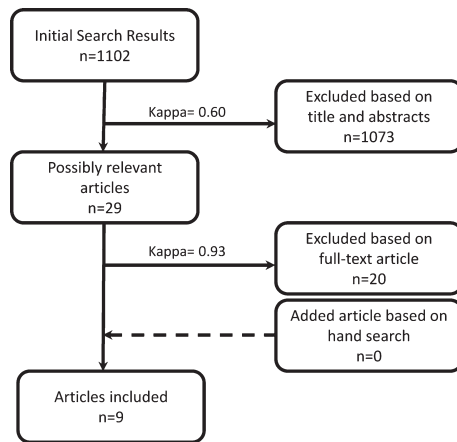 Initial Search Results
n=1102
Kappa= 0.60
Excluded based on
title and abstracts
n=1073
Possibly relevant
articles
n=29
Kappa= 0.93
Excluded based on
full-text article
n=20
Added article based on
hand search
n=0
Articles included
n=9